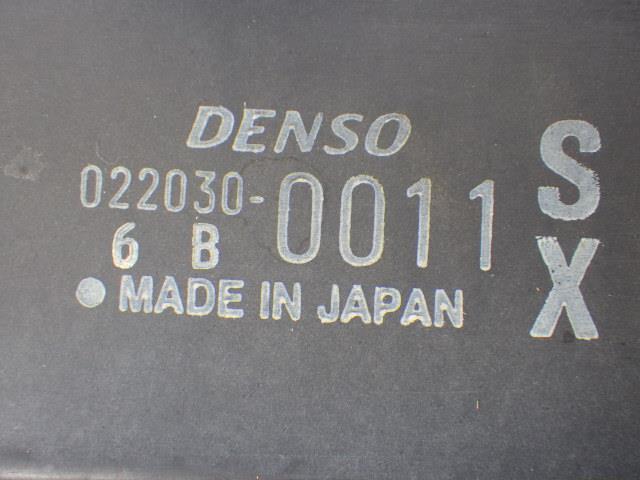 DENSO
022030-0011
6 B
● MADE IN JAPAN
S
X